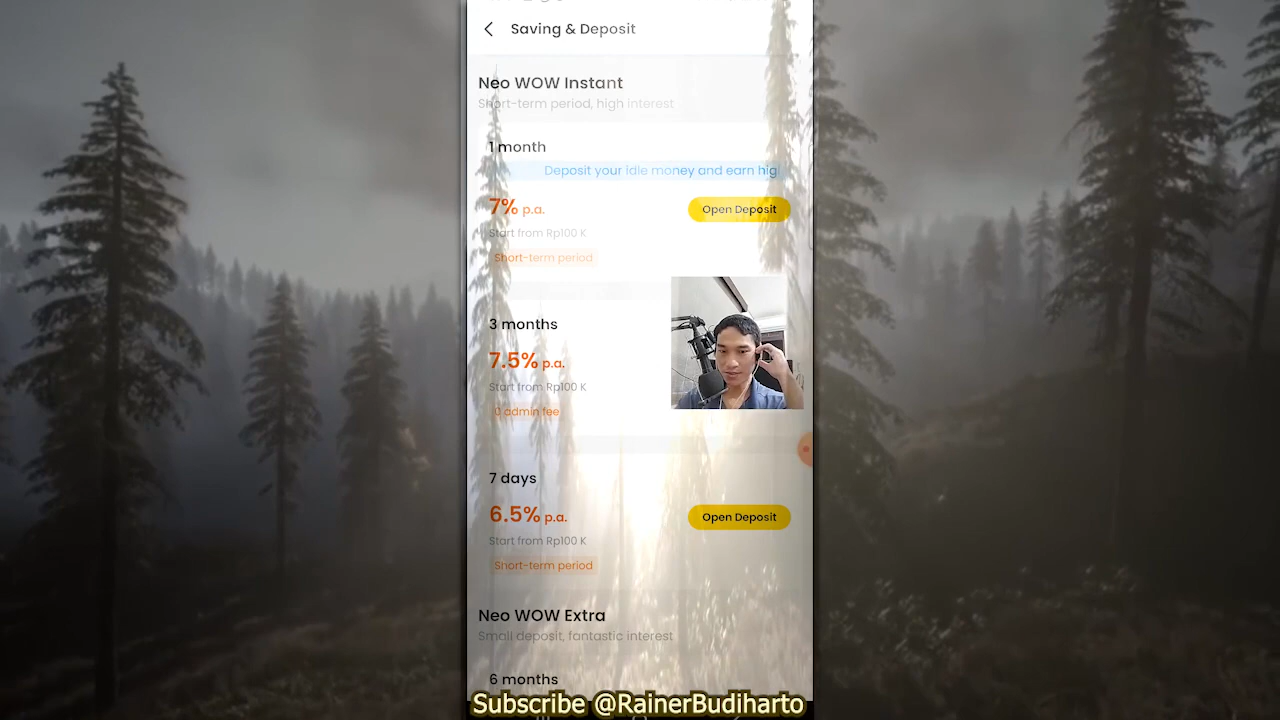 Saving & Deposit
Neo WOW Instant
Short-term period, high interest
1 month
Deposit your idle money and earn hig
7% p.a.
Open Deposit
Start from Rp100 K
Short-term period
3 months
7.5% p.a.
Start from Rp100 K
0 admin fee
7 days
6.5% p.a.
Open Deposit
Start from Rp100 K
Short-term period
Neo WOW Extra
Small deposit, fantastic interest
6 months
Subscribe @RainerBudiharto